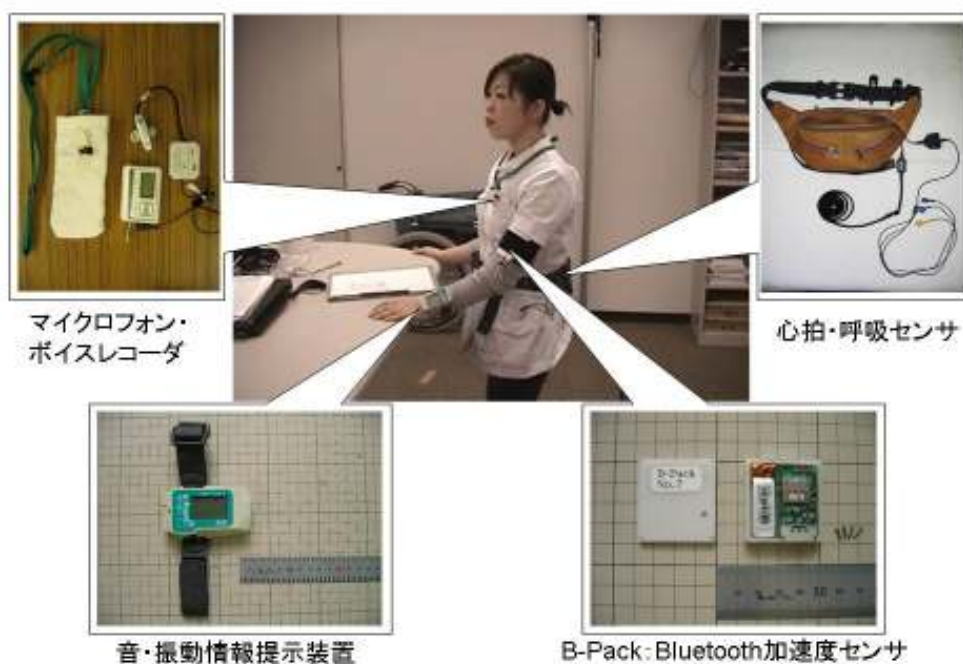 マイクロフォン・
ボイスレコーダ
心拍・呼吸センサ
B-Pack
No.7
音・振動情報提示装置
B-Pack:Bluetooth加速度センサ